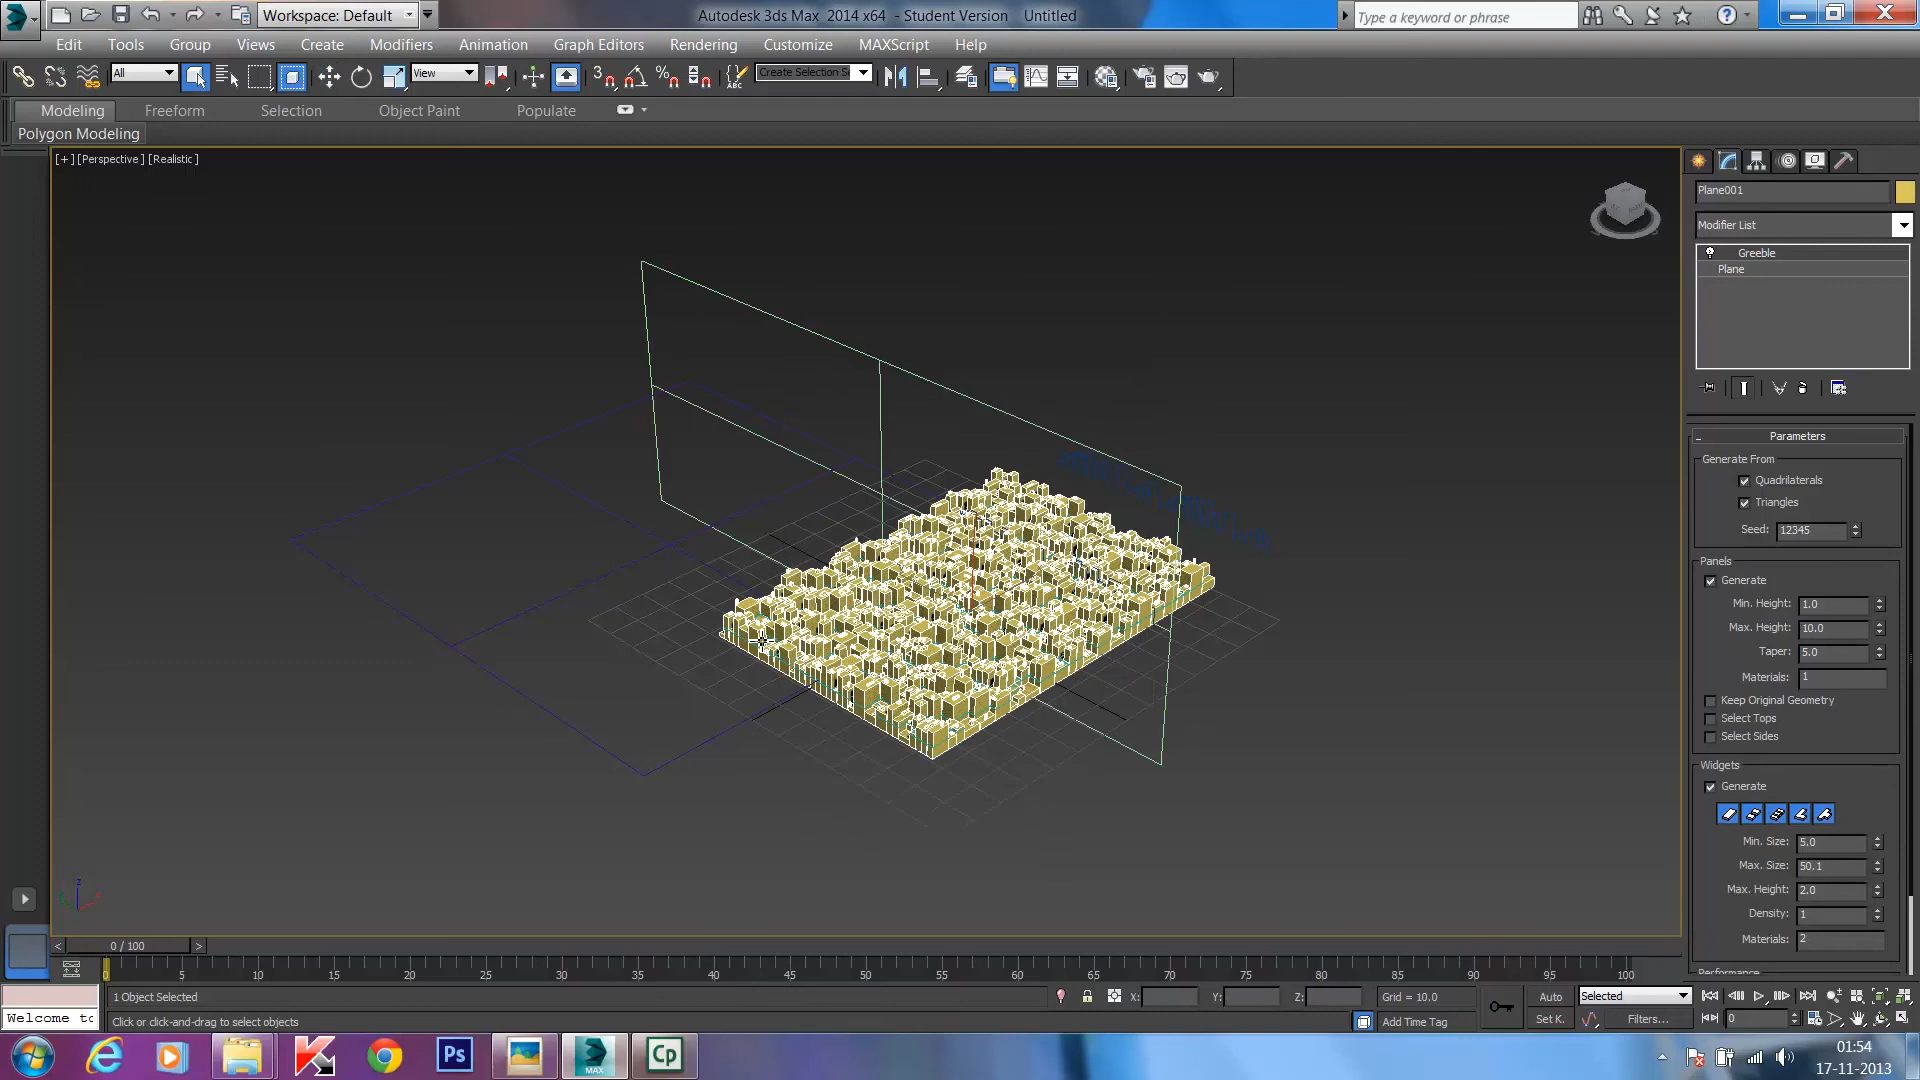 Workspace: Default
Autodesk 3ds Max 2014 x64 - Student Version Untitled
Type a keyword or phrase
Edit Tools Group Views Create Modifiers Animation Graph Editors Rendering Customize MAXScript Help
All
View
Create Selection S
Modeling Freeform Selection Object Paint Populate
Polygon Modeling
[+] [Perspective ] [Realistic ]
Plane001
Modifier List
Greeble
Plane
Parameters
Generate From
Quadrilaterals
Triangles
Seed: 12345
Panels
Generate
Min. Height: 1.0
Max. Height: 10.0
Taper: 5.0
Materials: 1
Keep Original Geometry
Select Tops
Select Sides
Widgets
Generate
Min. Size: 5.0
Max. Size: 50.1
Max. Height: 2.0
Density: 1
Materials: 2
Performance
0 / 100
0 5 10 15 20 25 30 35 40 45 50 55 60 65 70 75 80 85 90 95 100
1 Object Selected
X: Y: Z: Grid = 10.0
Auto Selected
Welcome to
Click or click-and-drag to select objects
Add Time Tag
Set K. Filters... 0
Ps MAX Cp
01:54
17-11-2013